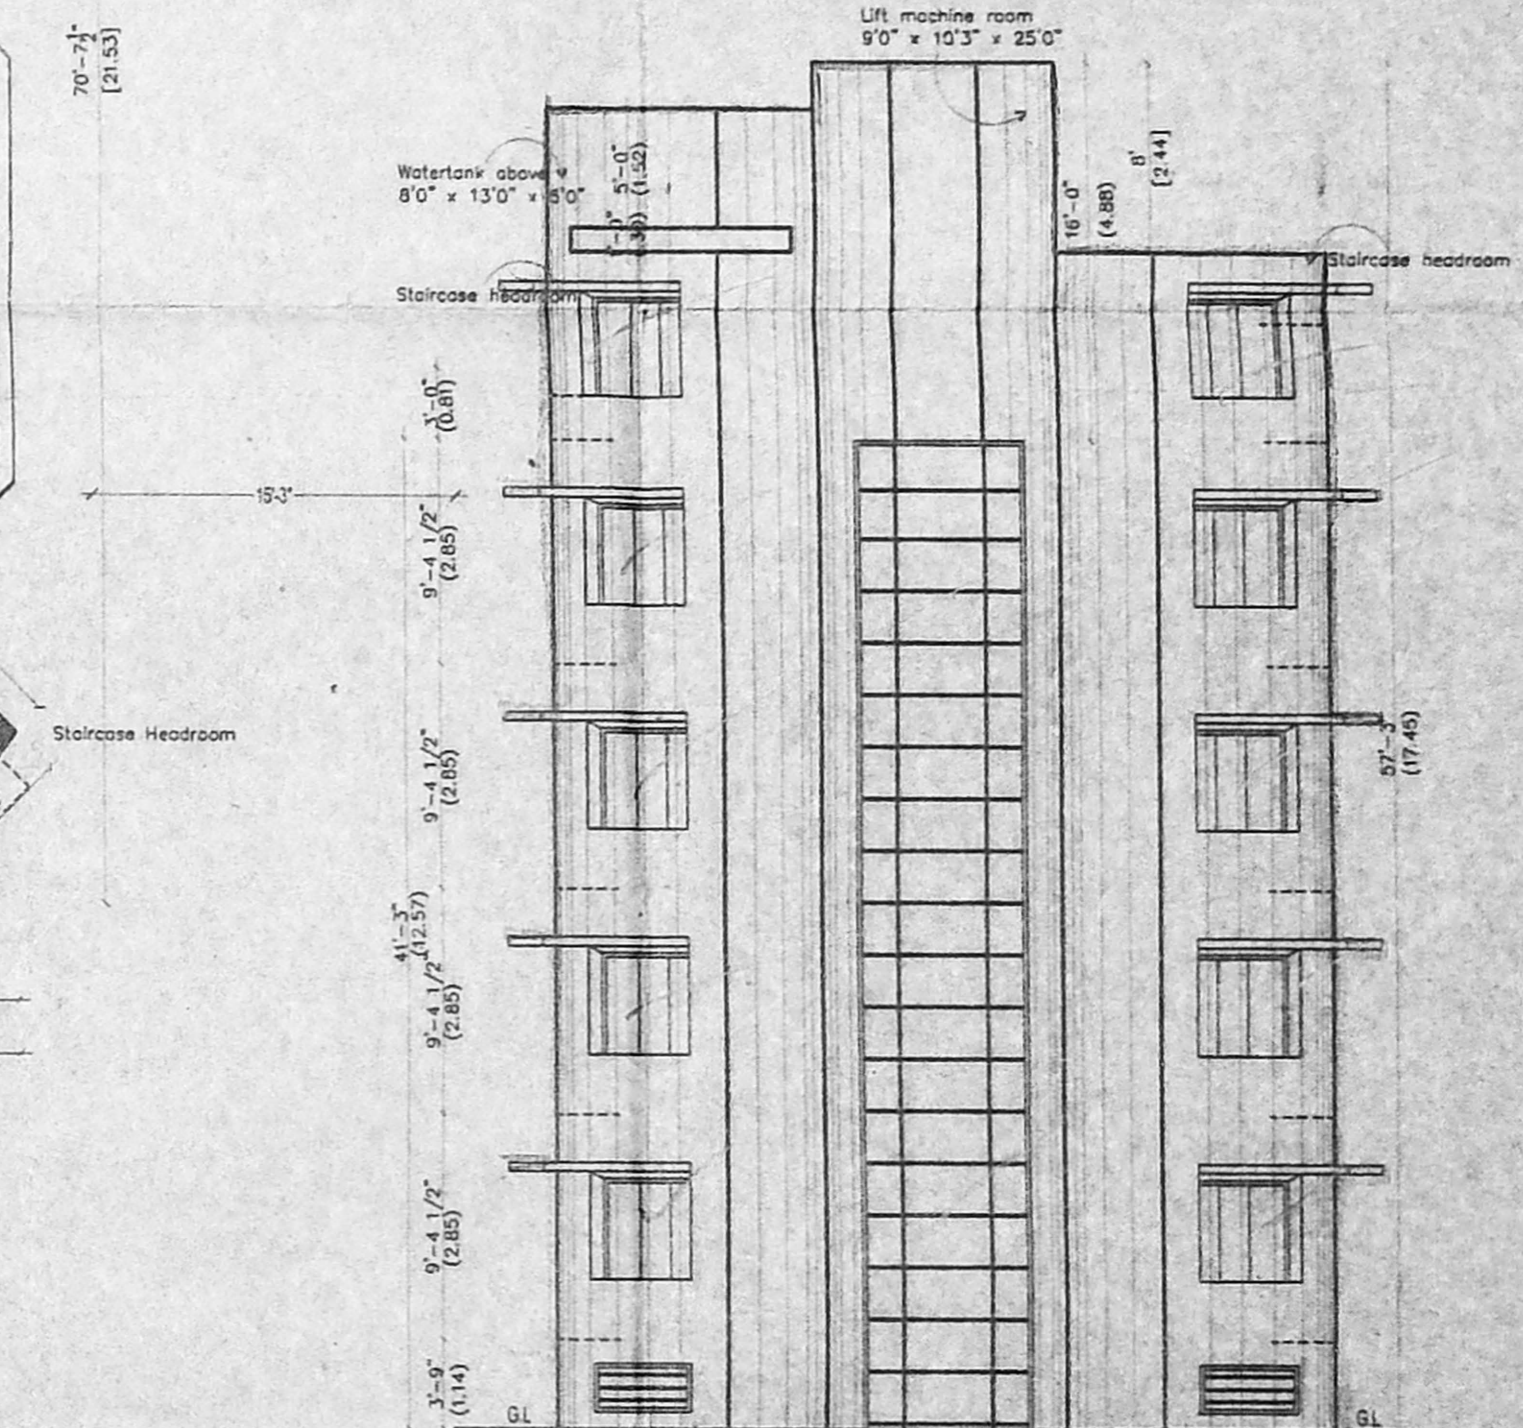 70'-7½"
[21.53]
Lift machine room
9'0" x 10'3" x 25'0"
Watertank above
8'0" x 13'0" x 5'0"
5'-0"
(1.52)
8'
[2.44]
16'-0"
(4.88)
Staircase headroom
Staircase headroom
(0.81)
15'-3"
9'-4 1/2"
(2.85)
Staircase Headroom
9'-4 1/2"
(2.85)
57'-3"
(17.45)
41'-3"
(12.57)
9'-4 1/2"
(2.85)
9'-4 1/2"
(2.85)
3'-9"
(1.14)
G.L
G.L